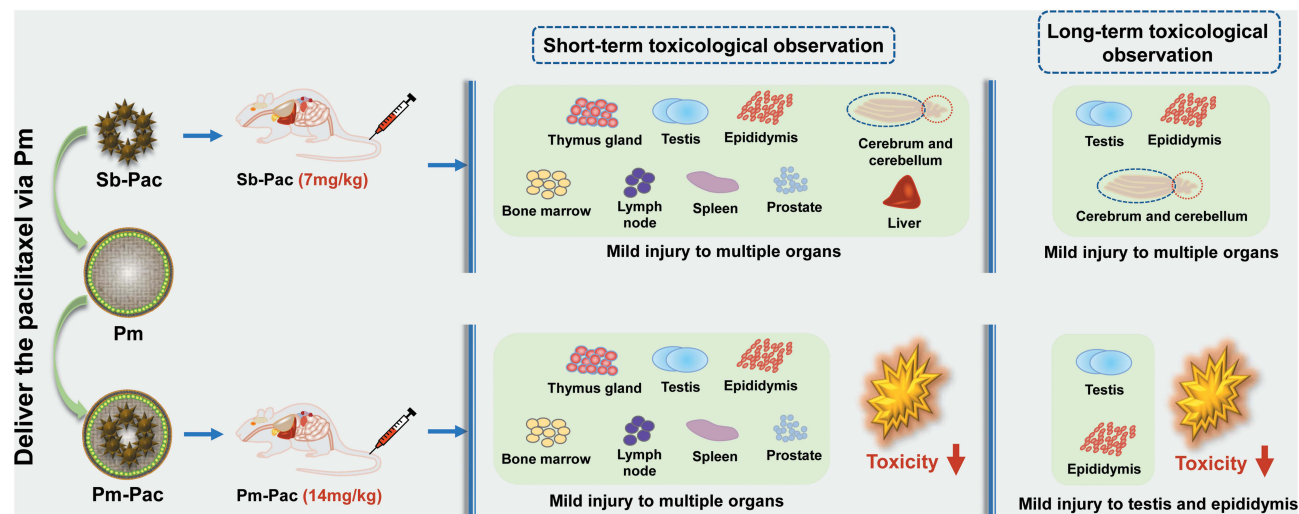 Deliver the paclitaxel via Pm
Short-term toxicological observation
Long-term toxicological
observation
Sb-Pac
Sb-Pac (7mg/kg)
Thymus gland
Testis
Epididymis
Cerebrum and
cerebellum
Bone marrow
Lymph
node
Spleen
Prostate
Liver
Mild injury to multiple organs
Testis
Epididymis
Cerebrum and cerebellum
Mild injury to multiple organs
Pm
Pm-Pac
Pm-Pac (14mg/kg)
Thymus gland
Testis
Epididymis
Bone marrow
Lymph
node
Spleen
Prostate
Mild injury to multiple organs
Toxicity
Testis
Epididymis
Toxicity
Mild injury to testis and epididymis